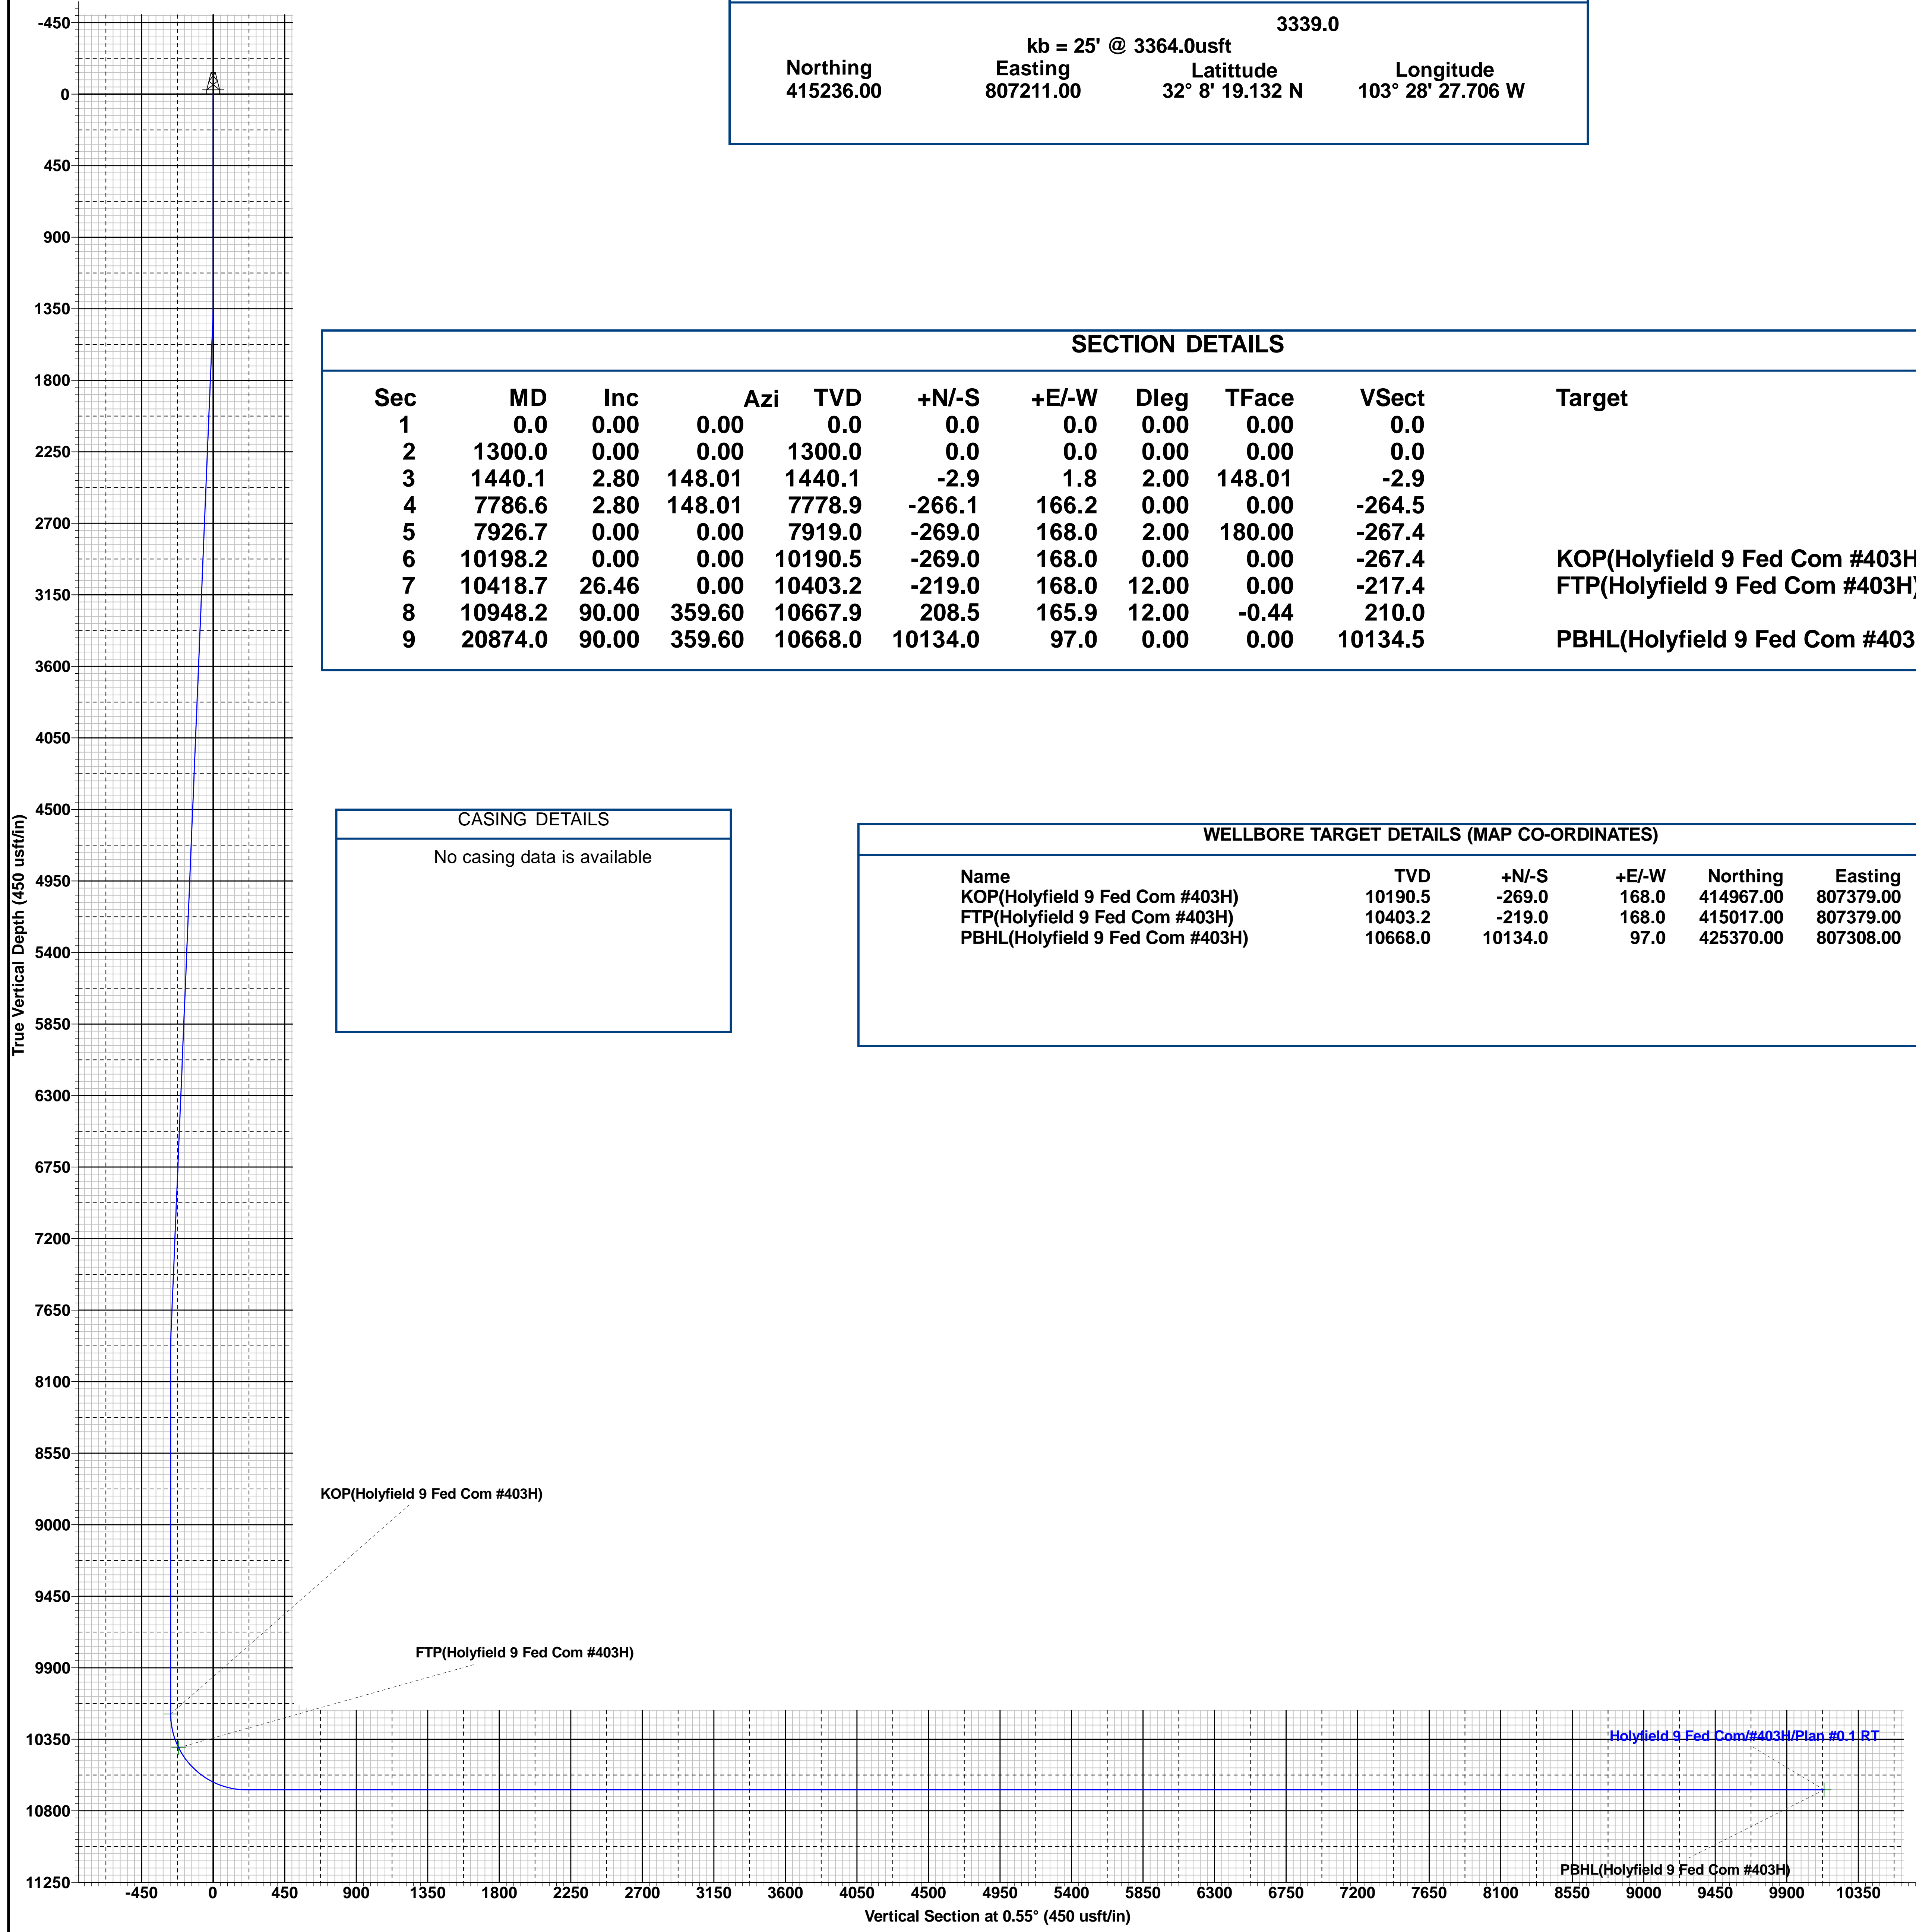 3339.0
kb = 25' @ 3364.0usft
Northing Easting Latittude Longitude
415236.00 807211.00 32° 8' 19.132 N 103° 28' 27.706 W
SECTION DETAILS
Sec MD Inc Azi TVD +N/-S +E/-W Dleg TFace VSect Target
1 0.0 0.00 0.00 0.0 0.0 0.0 0.00 0.00 0.0
2 1300.0 0.00 0.00 1300.0 0.0 0.0 0.00 0.00 0.0
3 1440.1 2.80 148.01 1440.1 -2.9 1.8 2.00 148.01 -2.9
4 7786.6 2.80 148.01 7778.9 -266.1 166.2 0.00 0.00 -264.5
5 7926.7 0.00 0.00 7919.0 -269.0 168.0 2.00 180.00 -267.4
6 10198.2 0.00 0.00 10190.5 -269.0 168.0 0.00 0.00 -267.4 KOP(Holyfield 9 Fed Com #403H
7 10418.7 26.46 0.00 10403.2 -219.0 168.0 12.00 0.00 -217.4 FTP(Holyfield 9 Fed Com #403H)
8 10948.2 90.00 359.60 10667.9 208.5 165.9 12.00 -0.44 210.0
9 20874.0 90.00 359.60 10668.0 10134.0 97.0 0.00 0.00 10134.5 PBHL(Holyfield 9 Fed Com #403
CASING DETAILS
No casing data is available
WELLBORE TARGET DETAILS (MAP CO-ORDINATES)
Name TVD +N/-S +E/-W Northing Easting
KOP(Holyfield 9 Fed Com #403H) 10190.5 -269.0 168.0 414967.00 807379.00
FTP(Holyfield 9 Fed Com #403H) 10403.2 -219.0 168.0 415017.00 807379.00
PBHL(Holyfield 9 Fed Com #403H) 10668.0 10134.0 97.0 425370.00 807308.00
True Vertical Depth (450 usft/in)
-450
0
450
900
1350
1800
2250
2700
3150
3600
4050
4500
4950
5400
5850
6300
6750
7200
7650
8100
8550
9000
9450
9900
10350
10800
11250
KOP(Holyfield 9 Fed Com #403H)
FTP(Holyfield 9 Fed Com #403H)
Holyfield 9 Fed Com/#403H/Plan #0.1 RT
PBHL(Holyfield 9 Fed Com #403H)
-450 0 450 900 1350 1800 2250 2700 3150 3600 4050 4500 4950 5400 5850 6300 6750 7200 7650 8100 8550 9000 9450 9900 10350
Vertical Section at 0.55° (450 usft/in)